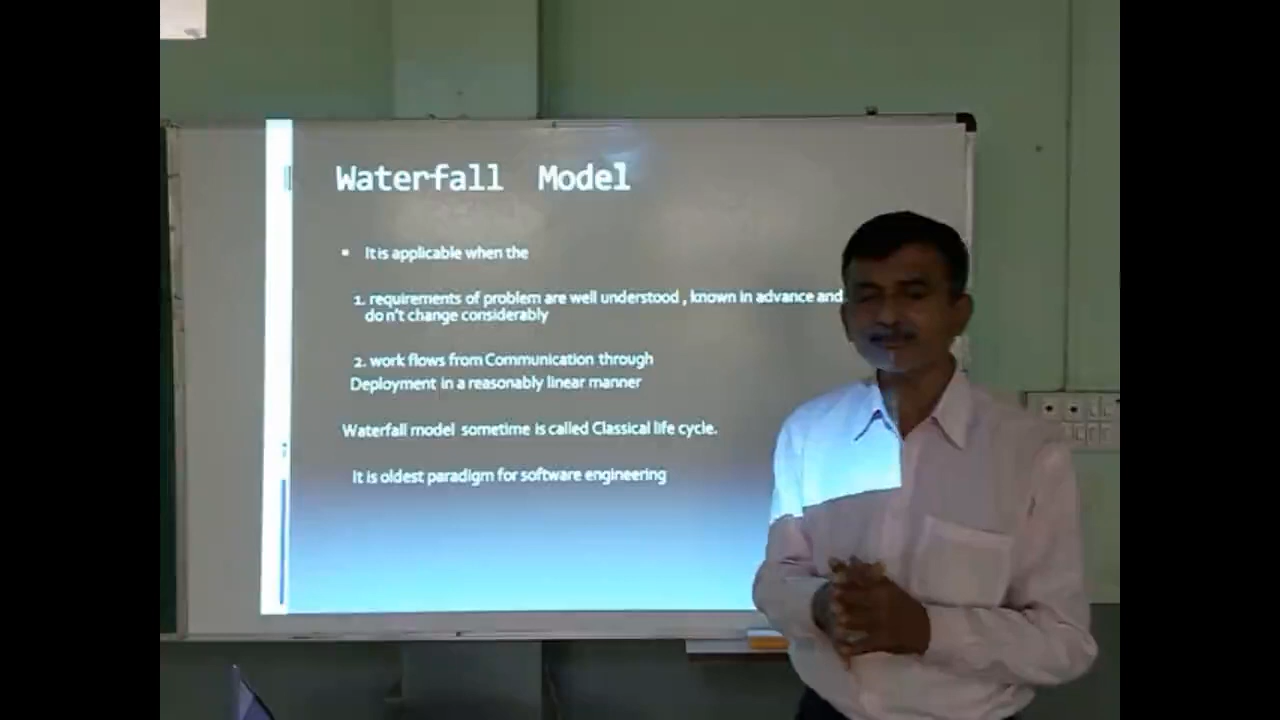 Waterfall Model
▪ It is applicable when the
1. requirements of problem are well understood , known in advance and
do n't change considerably
2. work flows from Communication through
Deployment in a reasonably linear manner
Waterfall model sometime is called Classical life cycle.
It is oldest paradigm for software engineering